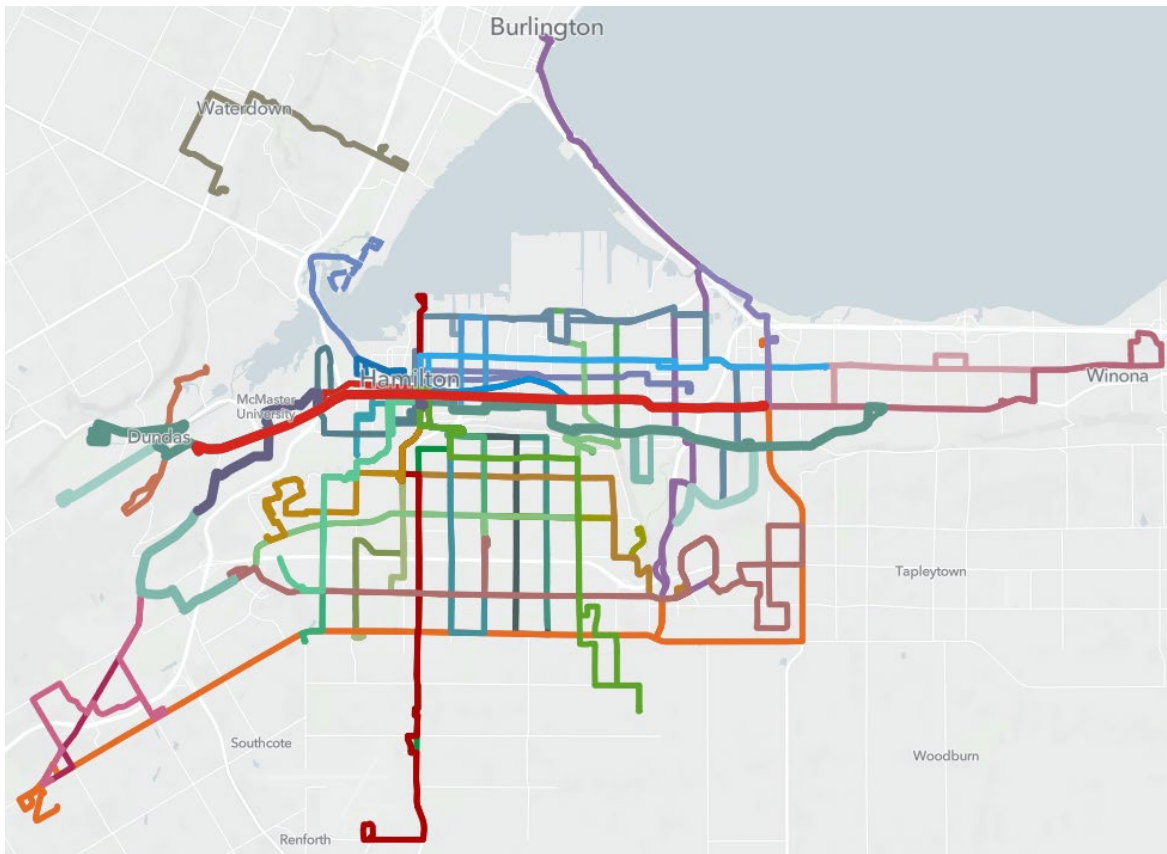 Burlington
Waterdown
Hamilton
McMaster
University
Winona
Dundas
Tapleytown
Southcote
Woodburn
Renforth